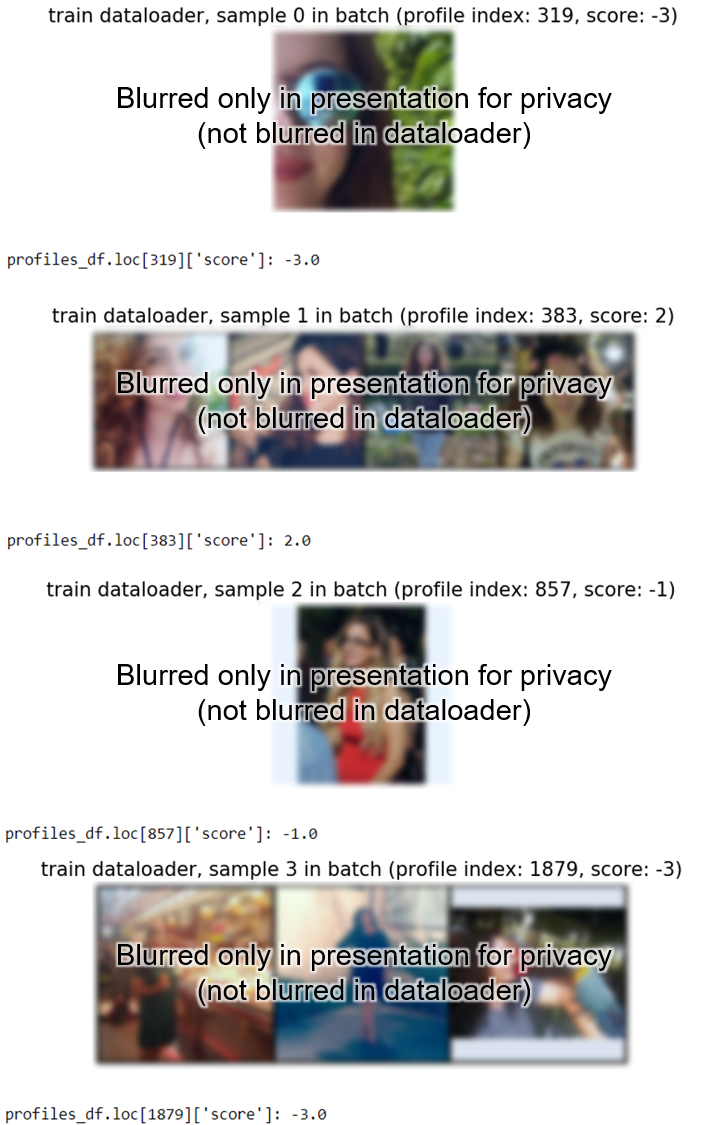 train dataloader, sample 0 in batch (profile index: 319, score: -3)
Blurred only in presentation for privacy
(not blurred in dataloader)
profiles_df.loc[319]['score']: -3.0
train dataloader, sample 1 in batch (profile index: 383, score: 2)
Blurred only in presentation for privacy
(not blurred in dataloader)
profiles_df.loc[383]['score']: 2.0
train dataloader, sample 2 in batch (profile index: 857, score: -1)
Blurred only in presentation for privacy
(not blurred in dataloader)
profiles_df.loc[857]['score']: -1.0
train dataloader, sample 3 in batch (profile index: 1879, score: -3)
Blurred only in presentation for privacy
(not blurred in dataloader)
profiles_df.loc[1879]['score']: -3.0